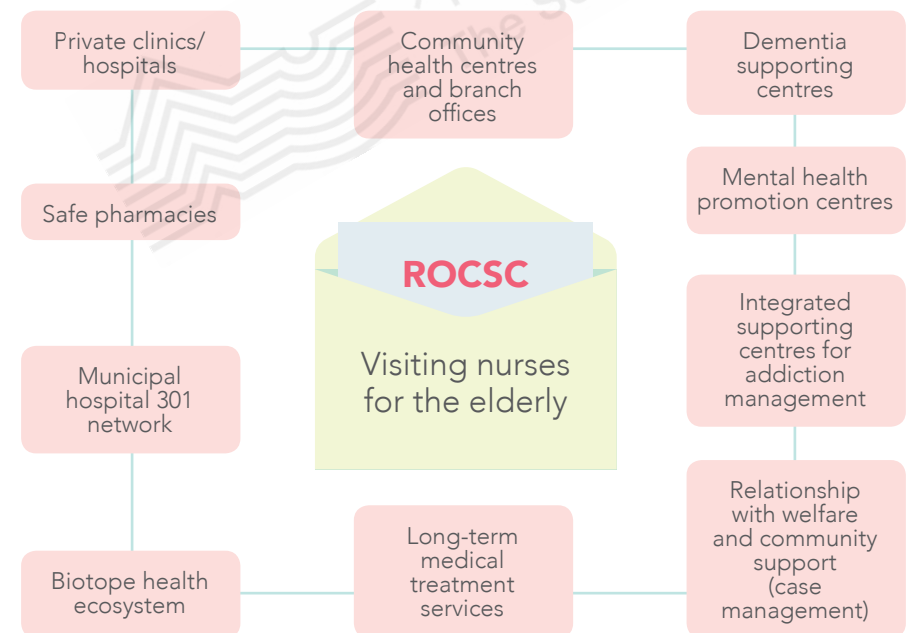 Private clinics/
hospitals
Community
health centres
and branch
offices
Dementia
supporting
centres
Safe pharmacies
Mental health
promotion centres
ROCSC
Visiting nurses
for the elderly
Integrated
supporting
centres for
addiction
management
Municipal
hospital 301
network
Biotope health
ecosystem
Long-term
medical
treatment
services
Relationship
with welfare
and community
support
(case
management)
The